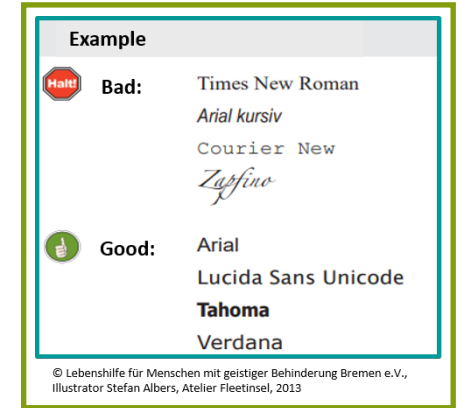 Example
Halt!
Bad:
Times New Roman
Arial kursiv
Courier New
Zapfino
Good:
Arial
Lucida Sans Unicode
Tahoma
Verdana
© Lebenshilfe für Menschen mit geistiger Behinderung Bremen e.V.,
Illustrator Stefan Albers, Atelier Fleetinsel, 2013